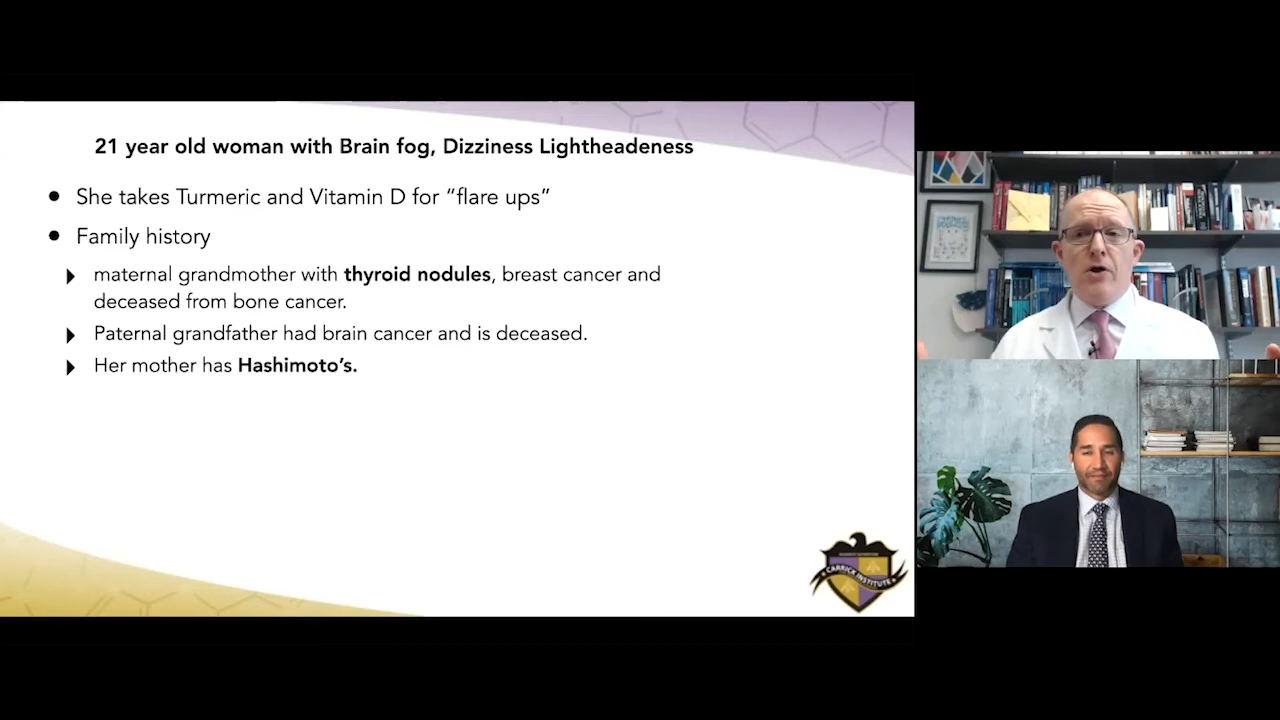 21 year old woman with Brain fog, Dizziness Lightheadeness
She takes Turmeric and Vitamin D for “flare ups”
Family history
maternal grandmother with thyroid nodules, breast cancer and
deceased from bone cancer.
Paternal grandfather had brain cancer and is deceased.
Her mother has Hashimoto’s.
CARRICK INSTITUTE